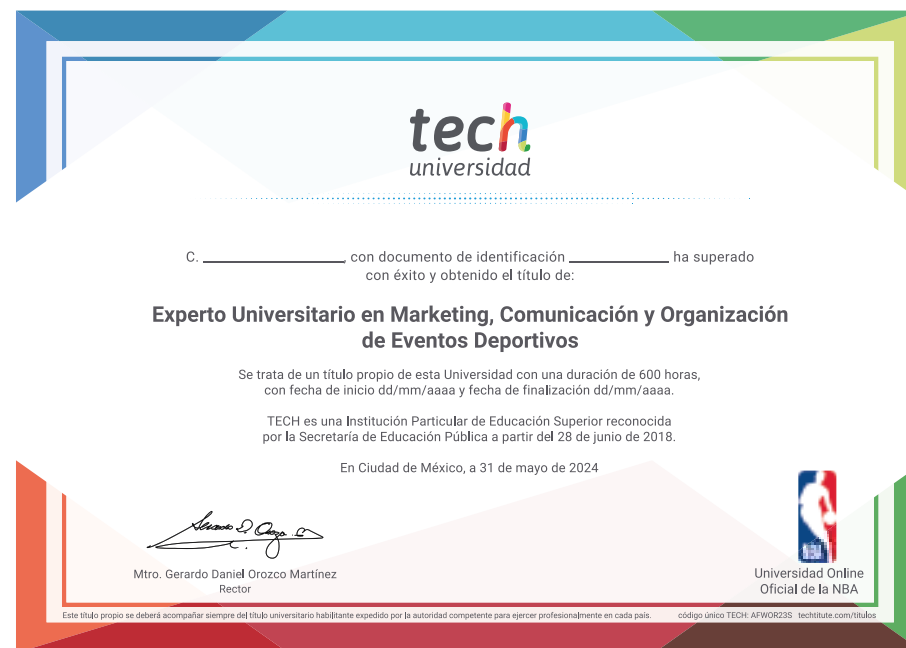 tech
universidad
C. ____________, con documento de identificación ____________ ha superado
con éxito y obtenido el título de:
Experto Universitario en Marketing, Comunicación y Organización
de Eventos Deportivos
Se trata de un título propio de esta Universidad con una duración de 600 horas,
con fecha de inicio dd/mm/aaaa y fecha de finalización dd/mm/aaaa.
TECH es una Institución Particular de Educación Superior reconocida
por la Secretaría de Educación Pública a partir del 28 de junio de 2018.
En Ciudad de México, a 31 de mayo de 2024
Mtro. Gerardo Daniel Orozco Martínez
Rector
NBA
Universidad Online
Oficial de la NBA
Este título propio se deberá acompañar siempre del título universitario habilitante expedido por la autoridad competente para ejercer profesionalmente en cada país. código único TECH: AFWOR23S techtitute.com/titulos